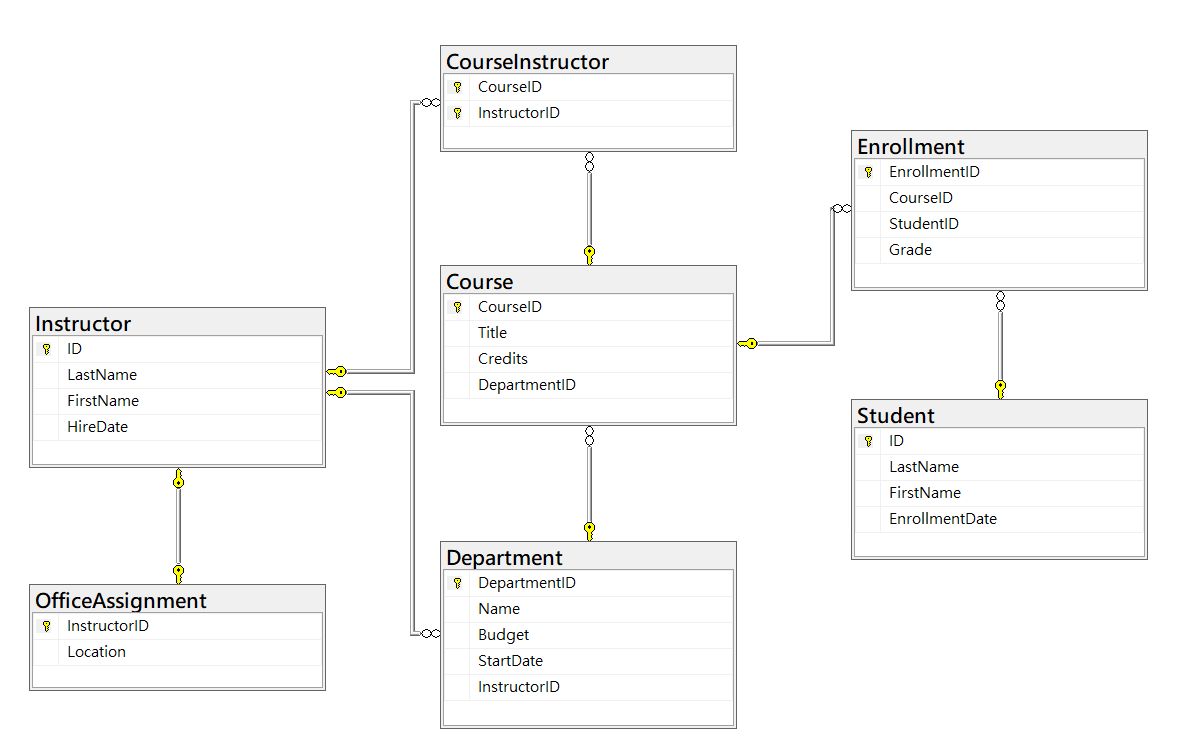 CourseInstructor
CourseID
InstructorID
Enrollment
EnrollmentID
CourseID
StudentID
Grade
Course
CourseID
Title
Credits
DepartmentID
Instructor
ID
LastName
FirstName
HireDate
Student
ID
LastName
FirstName
EnrollmentDate
Department
DepartmentID
Name
Budget
StartDate
InstructorID
OfficeAssignment
InstructorID
Location